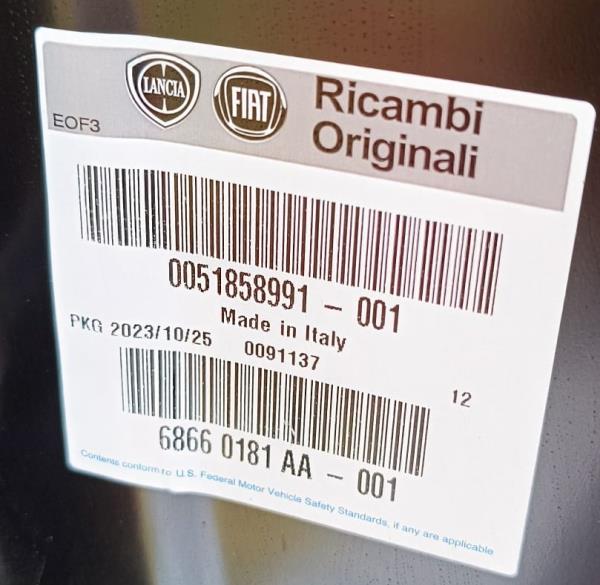 LANCIA
FIAT
Ricambi
Originali
EOF3
0051858991 - 001
Made in Italy
PKG 2023/10/25 0091137
12
6866 0181 AA - 001
Contents conform to U.S. Federal Motor Vehicle Safety Standards, if any are applicable